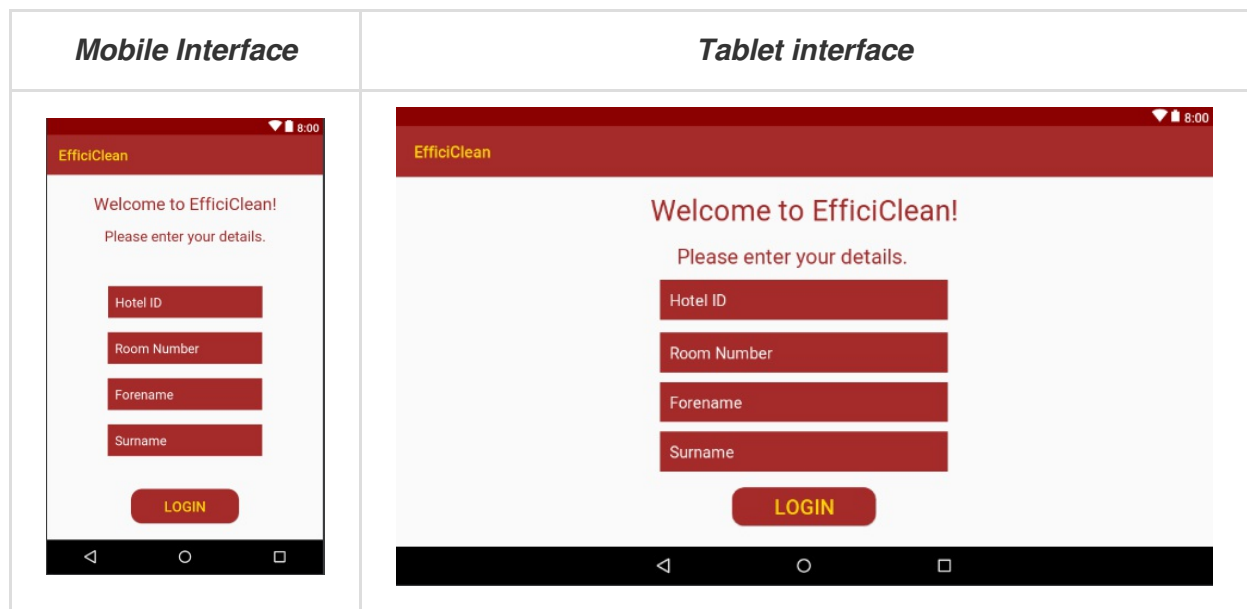 Mobile Interface
Tablet interface
8:00
EfficiClean
Welcome to EfficiClean!
Please enter your details.
Hotel ID
Room Number
Forename
Surname
LOGIN
8:00
EfficiClean
Welcome to EfficiClean!
Please enter your details.
Hotel ID
Room Number
Forename
Surname
LOGIN